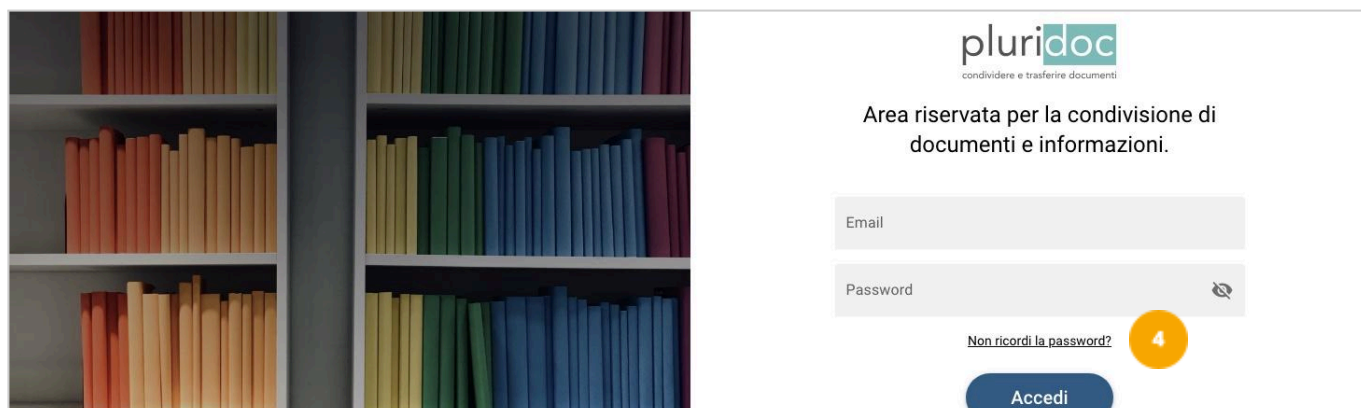 pluridoc
condividere e trasferire documenti
Area riservata per la condivisione di
documenti e informazioni.
Email
Password
Non ricordi la password?
4
Accedi